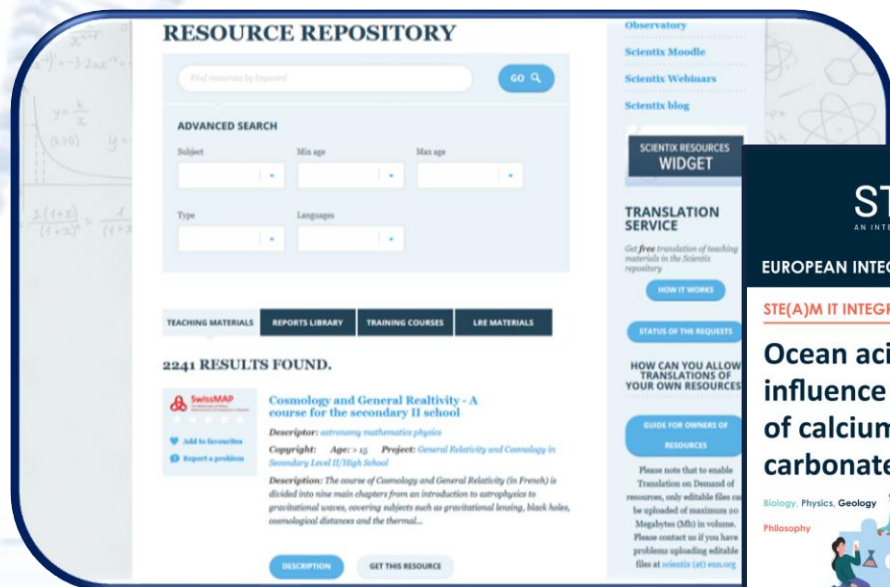 RESOURCE REPOSITORY
Find resources by keyword
GO
ADVANCED SEARCH
Subject
Min age
Max age
Type
Languages
TEACHING MATERIALS
REPORTS LIBRARY
TRAINING COURSES
LRE MATERIALS
2241 RESULTS FOUND.
SwissMAP
Add to favourites
Report a problem
Cosmology and General Realtivity - A
course for the secondary II school
Descriptor: astronomy mathematics physics
Copyright: Age: > 15 Project: General Relativity and Cosmology in
Secondary Level II/High School
Description: The course of Cosmology and General Relativity (in French) is
divided into nine main chapters from an introduction to astrophysics to
gravitational waves, covering subjects such as gravitational lensing, black holes,
cosmological distances and the thermal...
DESCRIPTION
GET THIS RESOURCE
Observatory
Scientix Moodle
Scientix Webinars
Scientix blog
SCIENTIX RESOURCES
WIDGET
TRANSLATION
SERVICE
Get free translation of teaching
materials in the Scientix
repository
HOW IT WORKS
STATUS OF THE REQUESTS
HOW CAN YOU ALLOW
TRANSLATIONS OF
YOUR OWN RESOURCES
GUIDE FOR OWNERS OF
RESOURCES
Please note that to enable
Translation on Demand of
resources, only editable files can
be uploaded of maximum 20
Megabytes (Mb) in volume.
Please contact us if you have
problems uploading editable
files at scientix (at) eun.org
EUROPEAN
STE(A)M IT
Ocean
influence
of
Biology, Physics, Geology
Philosophy